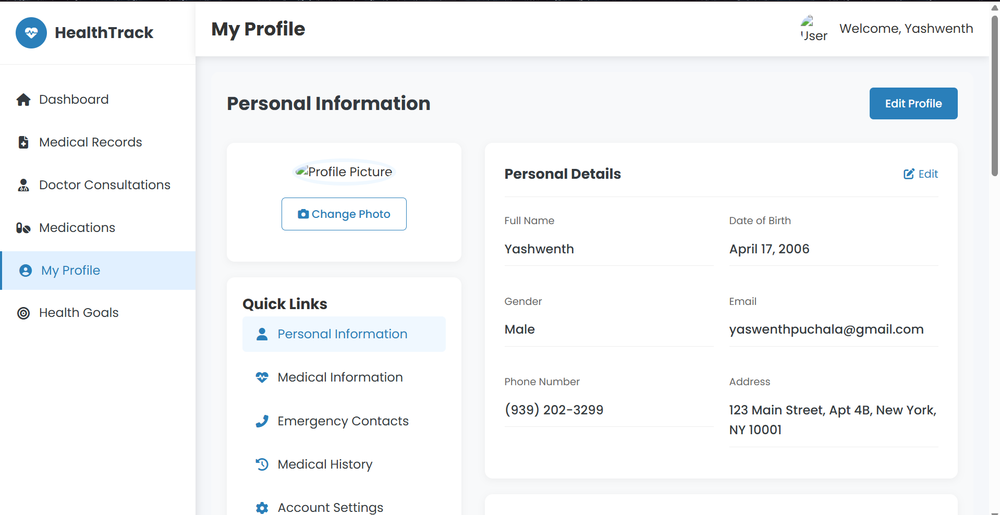 HealthTrack
My Profile
User
Welcome, Yashwenth
Dashboard
Medical Records
Doctor Consultations
Medications
My Profile
Health Goals
Personal Information
Edit Profile
Profile Picture
Change Photo
Quick Links
Personal Information
Medical Information
Emergency Contacts
Medical History
Account Settings
Personal Details
Edit
Full Name
Yashwenth
Date of Birth
April 17, 2006
Gender
Male
Email
yaswenthpuchala@gmail.com
Phone Number
(939) 202-3299
Address
123 Main Street, Apt 4B, New York,
NY 10001